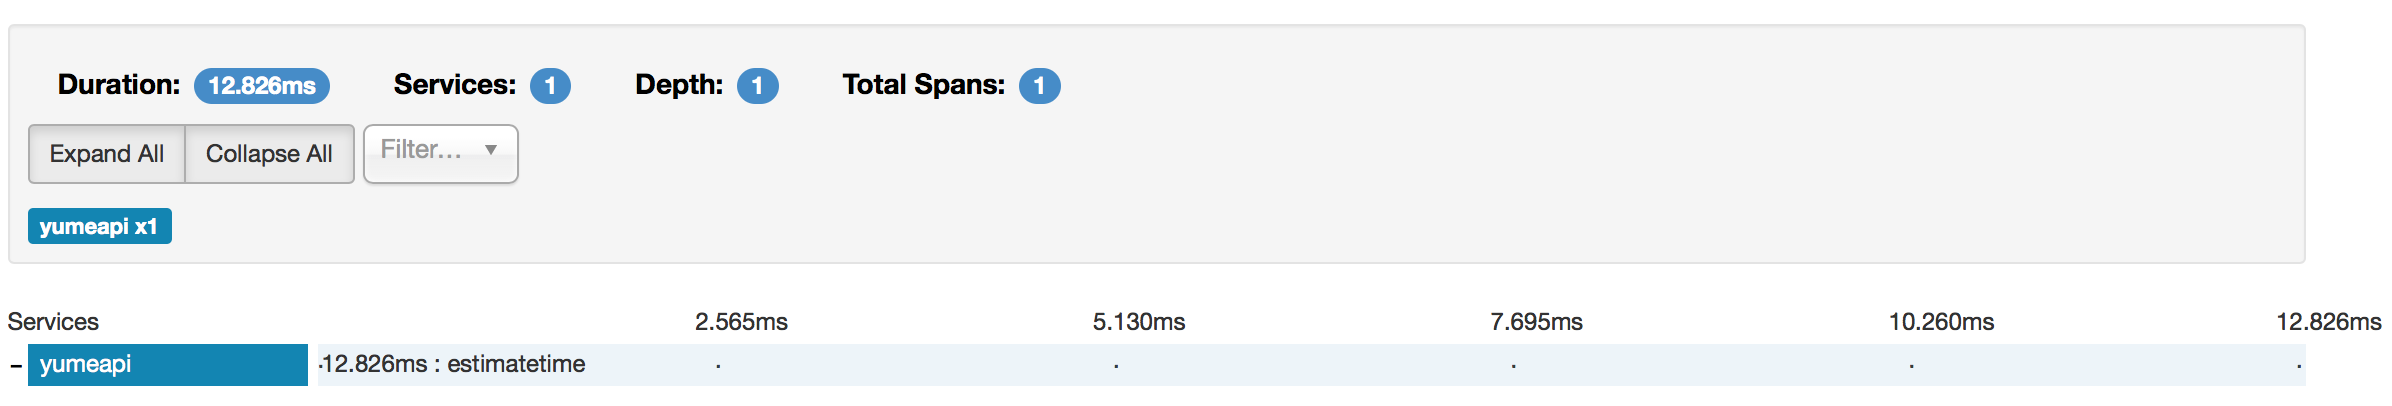 Duration: 12.826ms Services: 1 Depth: 1 Total Spans: 1
Expand All Collapse All Filter... ▼
yumeapi x1
Services 2.565ms 5.130ms 7.695ms 10.260ms 12.826ms
– yumeapi ·12.826ms : estimatetime · · · · ·